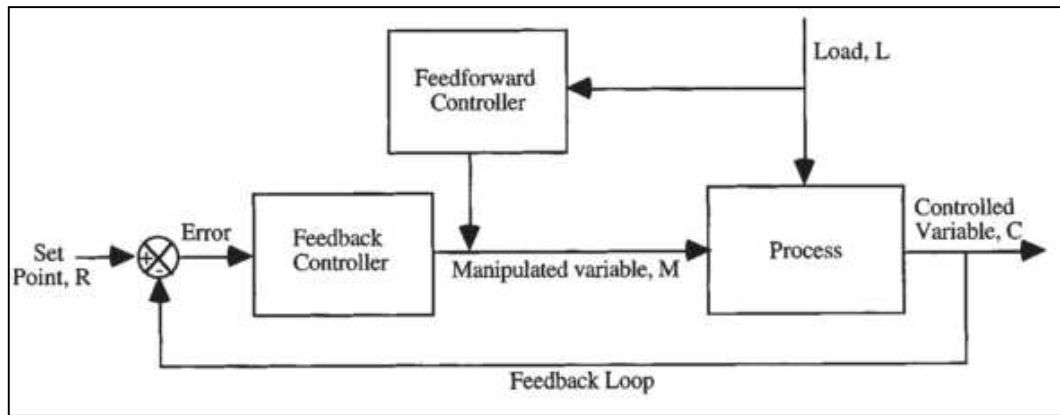 Load, L
Feedforward
Controller
Set
Point, R
+
-
Error
Feedback
Controller
Manipulated variable, M
Process
Controlled
Variable, C
Feedback Loop